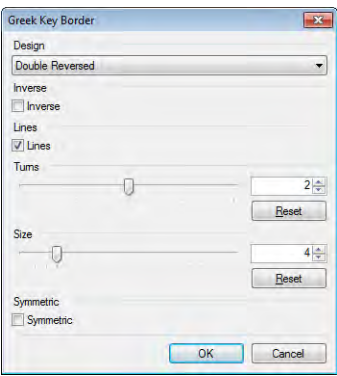 Greek Key Border
Design
Double Reversed
Inverse
Inverse
Lines
Lines
Turns
2
Reset
Size
4
Reset
Symmetric
Symmetric
OK Cancel